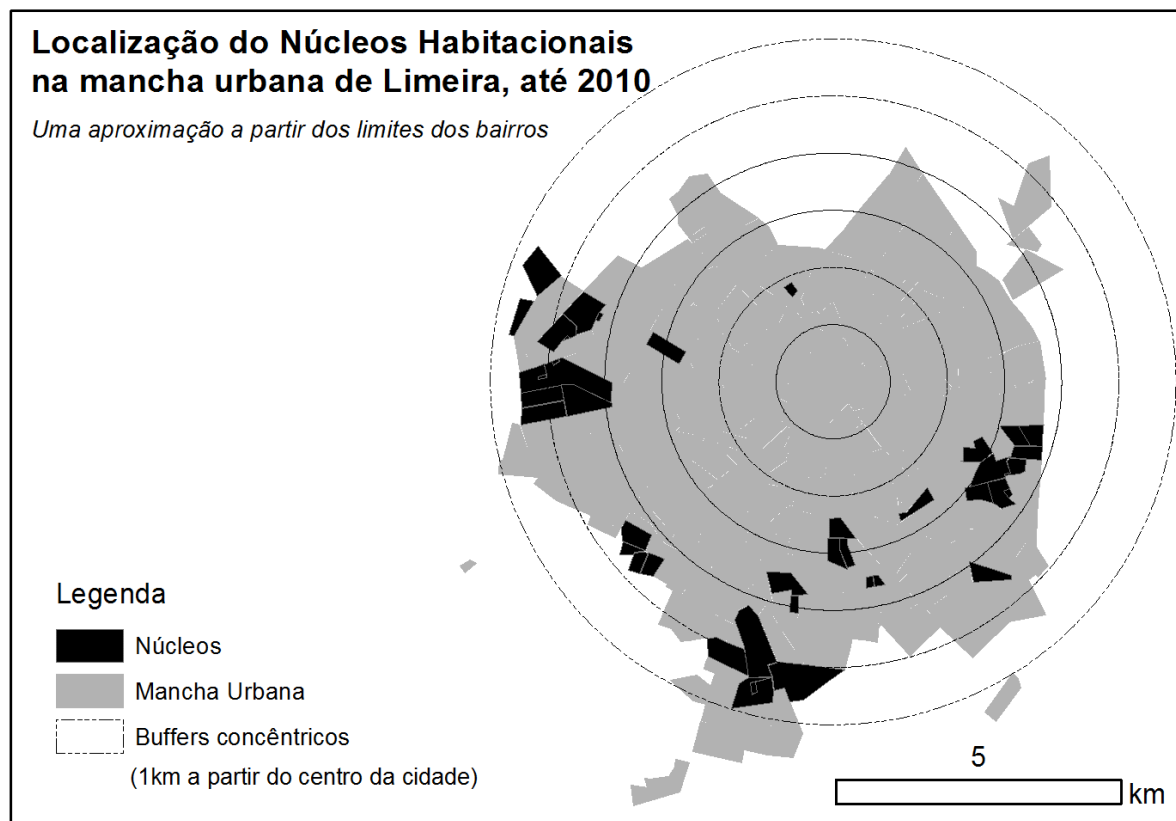 Localização do Núcleos Habitacionais
na mancha urbana de Limeira, até 2010
Uma aproximação a partir dos limites dos bairros
Legenda
Núcleos
Mancha Urbana
Buffers concêntricos
(1km a partir do centro da cidade)
5
km